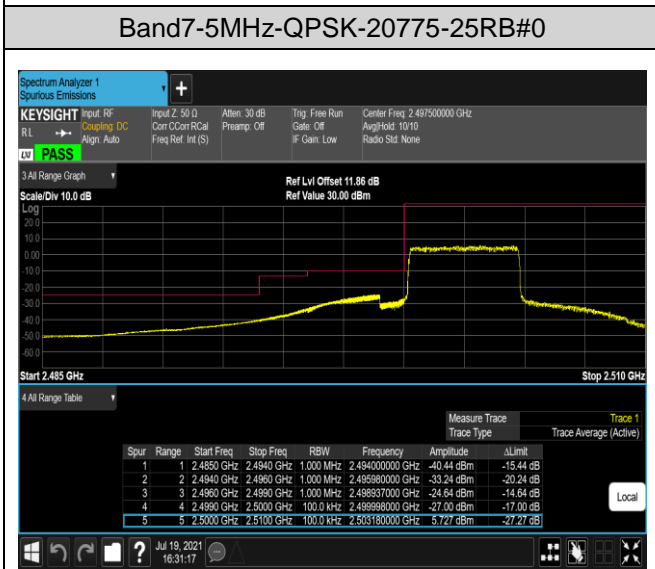 Band7-5MHz-QPSK-20775-25RB#0
Spectrum Analyzer 1
Spurious Emissions
KEYSIGHT Input: RF Input Z: 50 Ω Atten: 30 dB Trig: Free Run Center Freq: 2.497500000 GHz
R L Coupling: DC Corr CCorr RCal Preamp: Off Gate: Off Avg|Hold: 10/10
Align: Auto Freq Ref: Int (S) IF Gain: Low Radio Std: None
LXI PASS
3 All Range Graph
Ref Lvl Offset 11.86 dB
Scale/Div 10.0 dB Ref Value 30.00 dBm
Log
20.0
10.0
0.00
-10.0
-20.0
-30.0
-40.0
-50.0
-60.0
Start 2.485 GHz Stop 2.510 GHz
4 All Range Table
Measure Trace Trace 1
Trace Type Trace Average (Active)
Spur Range Start Freq Stop Freq RBW Frequency Amplitude ΔLimit
1 1 2.4850 GHz 2.4940 GHz 1.000 MHz 2.494000000 GHz -40.44 dBm -15.44 dB
2 2 2.4940 GHz 2.4960 GHz 1.000 MHz 2.495980000 GHz -33.24 dBm -20.24 dB
3 3 2.4960 GHz 2.4990 GHz 1.000 MHz 2.498937000 GHz -24.64 dBm -14.64 dB
4 4 2.4990 GHz 2.5000 GHz 100.0 kHz 2.499998000 GHz -27.00 dBm -17.00 dB
5 5 2.5000 GHz 2.5100 GHz 100.0 kHz 2.503180000 GHz 5.727 dBm -27.27 dB
Local
Jul 19, 2021
16:31:17